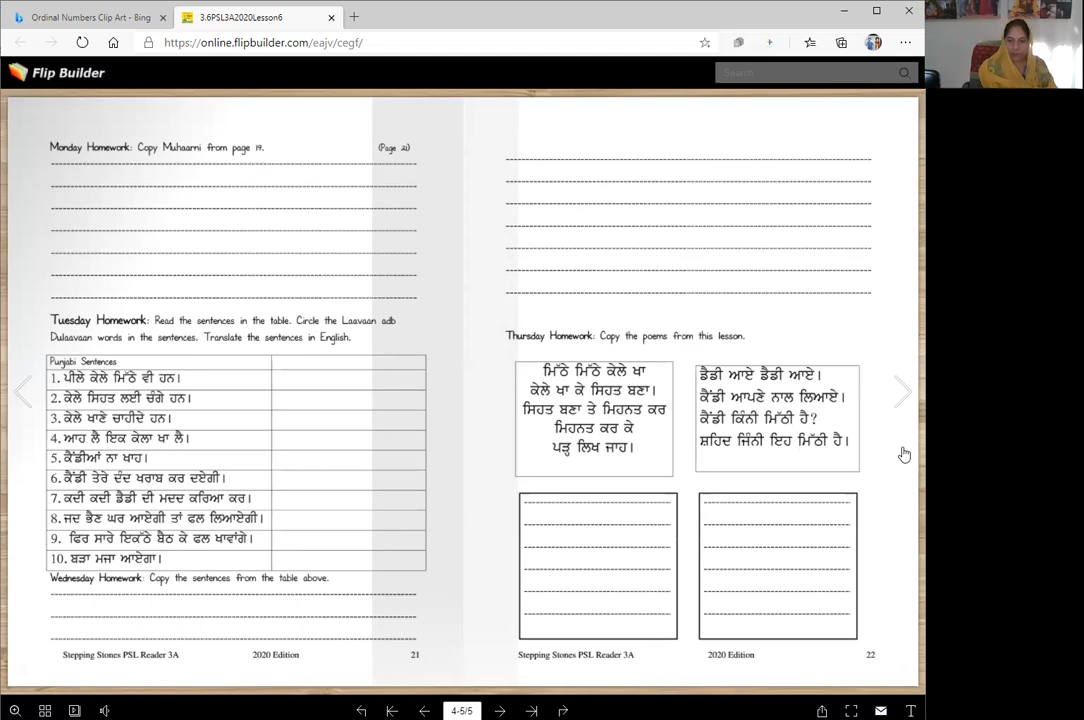 Ordinal Numbers Clip Art - Bing
3.6PSL3A2020Lesson6
https://online.flipbuilder.com/eajv/cegf/
Flip Builder
Search
Monday Homework: Copy Muhaarni from page 19. (Page 21)
Tuesday Homework: Read the sentences in the table. Circle the Laavaan adb
Dulaavaan words in the sentences. Translate the sentences in English.
Punjabi Sentences
1. ਪੀਲੇ ਕੇਲੇ ਮਿੱਠੇ ਵੀ ਹਨ।
2. ਕੇਲੇ ਸਿਹਤ ਲਈ ਚੰਗੇ ਹਨ।
3. ਕੇਲੇ ਖਾਣੇ ਚਾਹੀਦੇ ਹਨ।
4. ਆਹ ਲੈ ਇਕ ਕੇਲਾ ਖਾ ਲੈ।
5. ਕੈਂਡੀਆਂ ਨਾ ਖਾਹ।
6. ਕੈਂਡੀ ਤੇਰੇ ਦੰਦ ਖਰਾਬ ਕਰ ਦਏਗੀ।
7. ਕਦੀ ਕਦੀ ਡੈਡੀ ਦੀ ਮਦਦ ਕਰਿਆ ਕਰ।
8. ਜਦ ਭੈਣ ਘਰ ਆਏਗੀ ਤਾਂ ਫਲ ਲਿਆਏਗੀ।
9. ਫਿਰ ਸਾਰੇ ਇਕੱਠੇ ਬੈਠ ਕੇ ਫਲ ਖਾਵਾਂਗੇ।
10. ਬੜਾ ਮਜਾ ਆਏਗਾ।
Wednesday Homework: Copy the sentences from the table above.
Stepping Stones PSL Reader 3A 2020 Edition 21
Thursday Homework: Copy the poems from this lesson.
ਮਿੱਠੇ ਮਿੱਠੇ ਕੇਲੇ ਖਾ
ਕੇਲੇ ਖਾ ਕੇ ਸਿਹਤ ਬਣਾ।
ਸਿਹਤ ਬਣਾ ਤੇ ਮਿਹਨਤ ਕਰ
ਮਿਹਨਤ ਕਰ ਕੇ
ਪੜ੍ਹ ਲਿਖ ਜਾਹ।
ਡੈਡੀ ਆਏ ਡੈਡੀ ਆਏ।
ਕੈਂਡੀ ਆਪਣੇ ਨਾਲ ਲਿਆਏ।
ਕੈਂਡੀ ਕਿੰਨੀ ਮਿੱਠੀ ਹੈ?
ਸ਼ਹਿਦ ਜਿੰਨੀ ਇਹ ਮਿੱਠੀ ਹੈ।
Stepping Stones PSL Reader 3A 2020 Edition 22
4-5/5